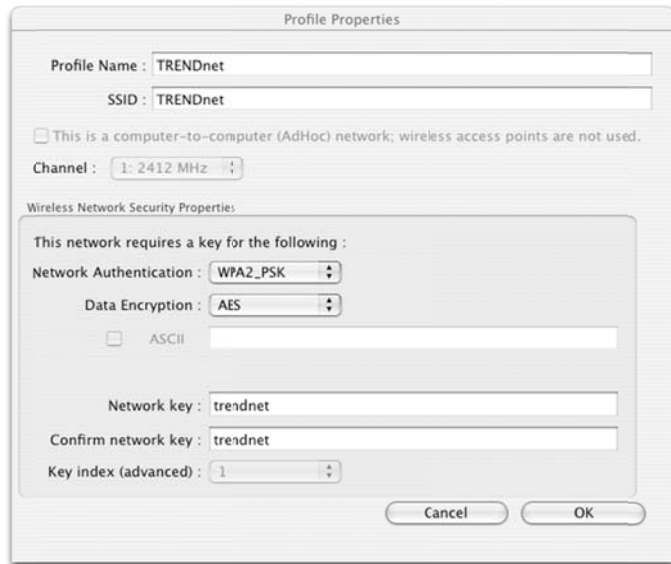 Profile Properties
Profile Name : TRENDnet
SSID : TRENDnet
This is a computer-to-computer (AdHoc) network; wireless access points are not used.
Channel : 1: 2412 MHz
Wireless Network Security Properties
This network requires a key for the following :
Network Authentication : WPA2_PSK
Data Encryption : AES
ASCII
Network key : trendnet
Confirm network key : trendnet
Key index (advanced) : 1
Cancel OK